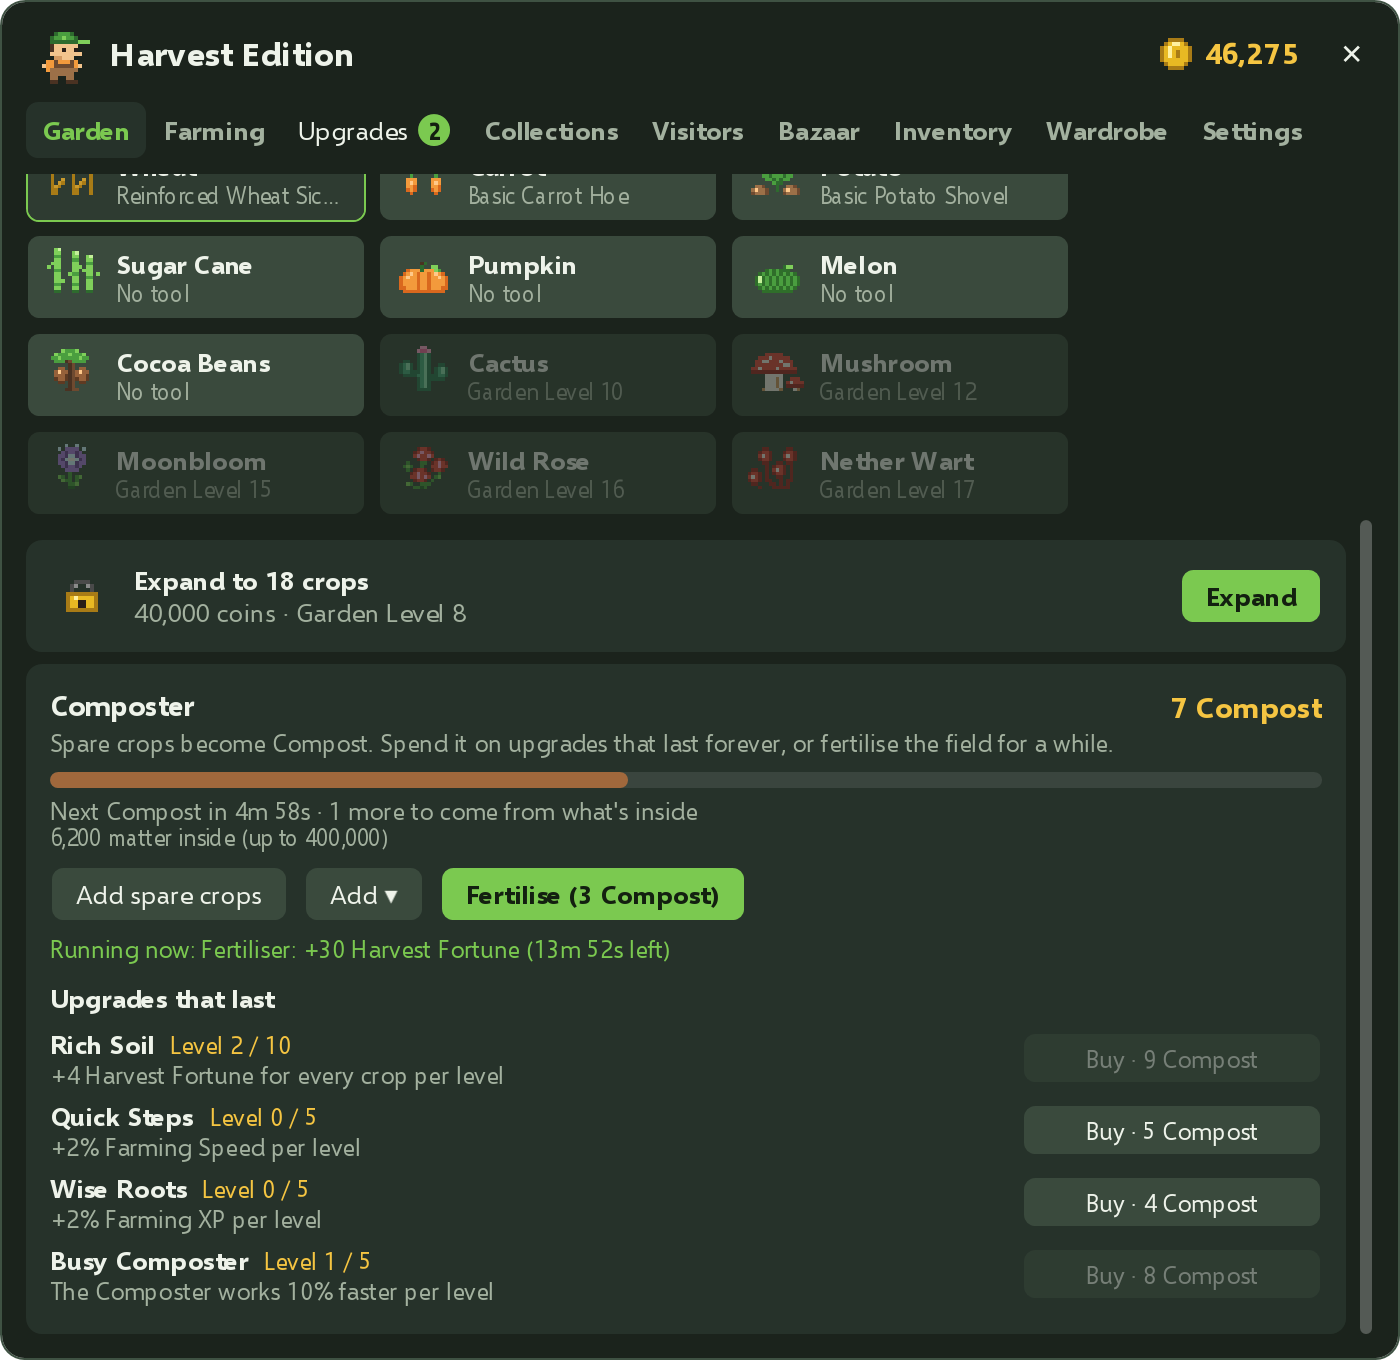 Harvest Edition
46,275
Garden Farming Upgrades 2 Collections Visitors Bazaar Inventory Wardrobe Settings
Wheat Carrot Potato
Reinforced Wheat Sic... Basic Carrot Hoe Basic Potato Shovel
Sugar Cane Pumpkin Melon
No tool No tool No tool
Cocoa Beans Cactus Mushroom
No tool Garden Level 10 Garden Level 12
Moonbloom Wild Rose Nether Wart
Garden Level 15 Garden Level 16 Garden Level 17
Expand to 18 crops
40,000 coins · Garden Level 8
Expand
Composter
7 Compost
Spare crops become Compost. Spend it on upgrades that last forever, or fertilise the field for a while.
Next Compost in 4m 58s · 1 more to come from what's inside
6,200 matter inside (up to 400,000)
Add spare crops Add ▼ Fertilise (3 Compost)
Running now: Fertiliser: +30 Harvest Fortune (13m 52s left)
Upgrades that last
Rich Soil Level 2 / 10
+4 Harvest Fortune for every crop per level
Buy · 9 Compost
Quick Steps Level 0 / 5
+2% Farming Speed per level
Buy · 5 Compost
Wise Roots Level 0 / 5
+2% Farming XP per level
Buy · 4 Compost
Busy Composter Level 1 / 5
The Composter works 10% faster per level
Buy · 8 Compost